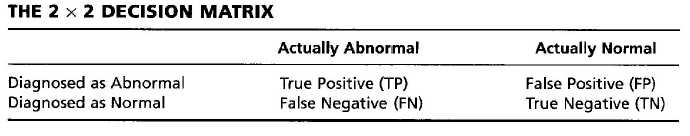 THE 2 × 2 DECISION MATRIX
Actually Abnormal Actually Normal
Diagnosed as Abnormal True Positive (TP) False Positive (FP)
Diagnosed as Normal False Negative (FN) True Negative (TN)